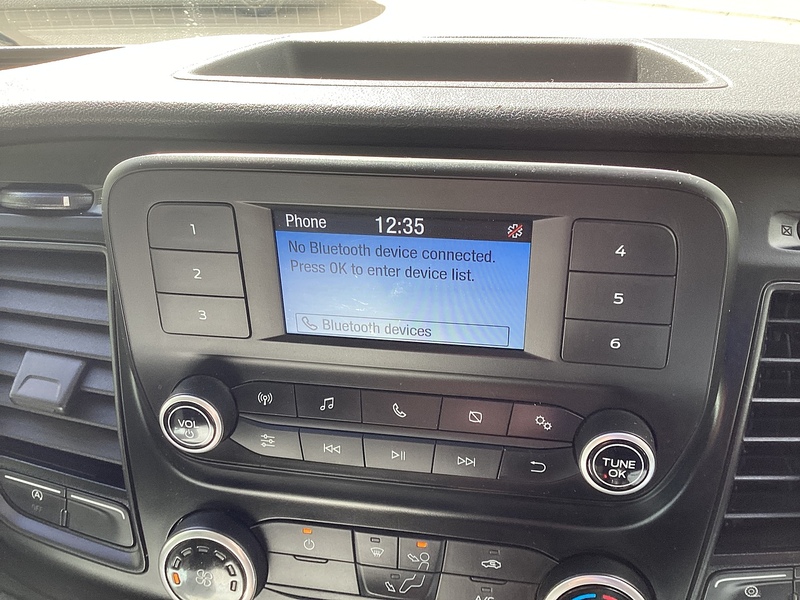 Phone 12:35
No Bluetooth device connected.
Press OK to enter device list.
Bluetooth devices
1
2
3
4
5
6
VOL
TUNE
OK
A
OFF